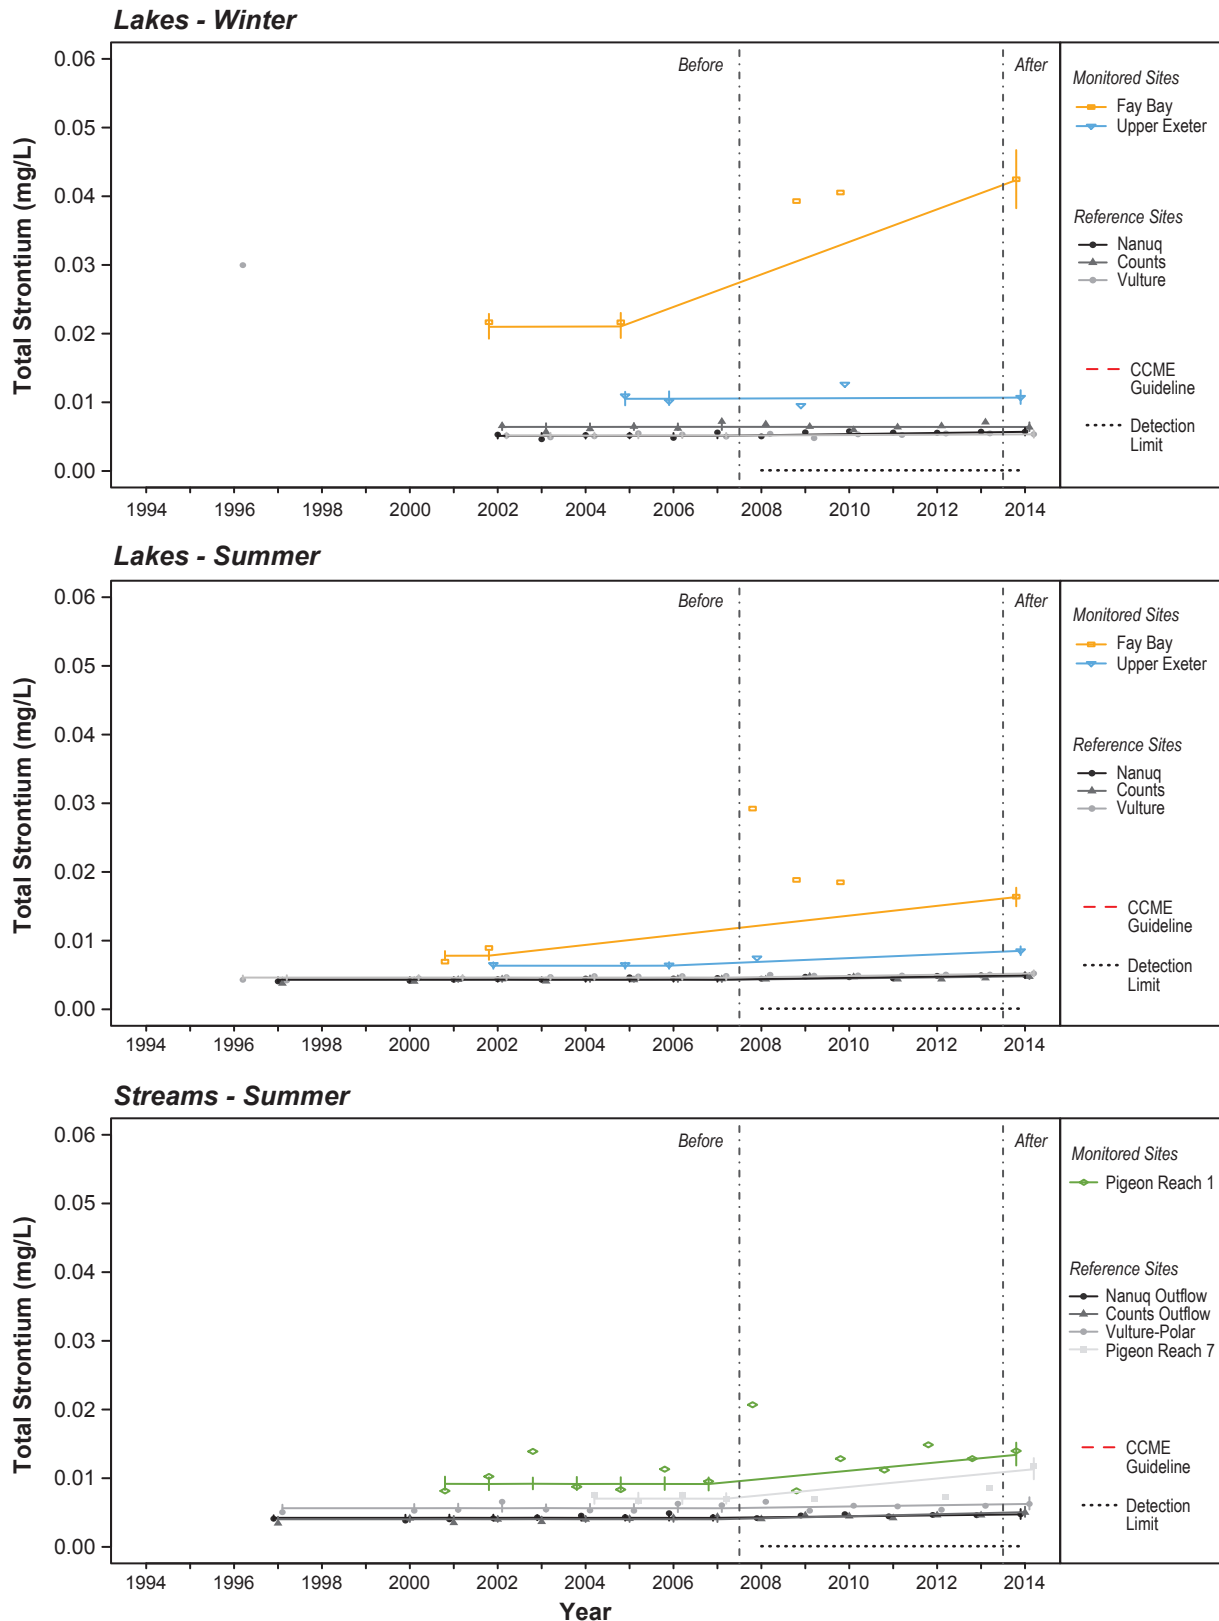 Lakes - Winter
Total Strontium (mg/L)
0.06
0.05
0.04
0.03
0.02
0.01
0.00
Before
After
1994 1996 1998 2000 2002 2004 2006 2008 2010 2012 2014
Monitored Sites
Fay Bay
Upper Exeter
Reference Sites
Nanuq
Counts
Vulture
CCME
Guideline
Detection
Limit
Lakes - Summer
Total Strontium (mg/L)
0.06
0.05
0.04
0.03
0.02
0.01
0.00
Before
After
1994 1996 1998 2000 2002 2004 2006 2008 2010 2012 2014
Monitored Sites
Fay Bay
Upper Exeter
Reference Sites
Nanuq
Counts
Vulture
CCME
Guideline
Detection
Limit
Streams - Summer
Total Strontium (mg/L)
0.06
0.05
0.04
0.03
0.02
0.01
0.00
Before
After
1994 1996 1998 2000 2002 2004 2006 2008 2010 2012 2014
Year
Monitored Sites
Pigeon Reach 1
Reference Sites
Nanuq Outflow
Counts Outflow
Vulture-Polar
Pigeon Reach 7
CCME
Guideline
Detection
Limit